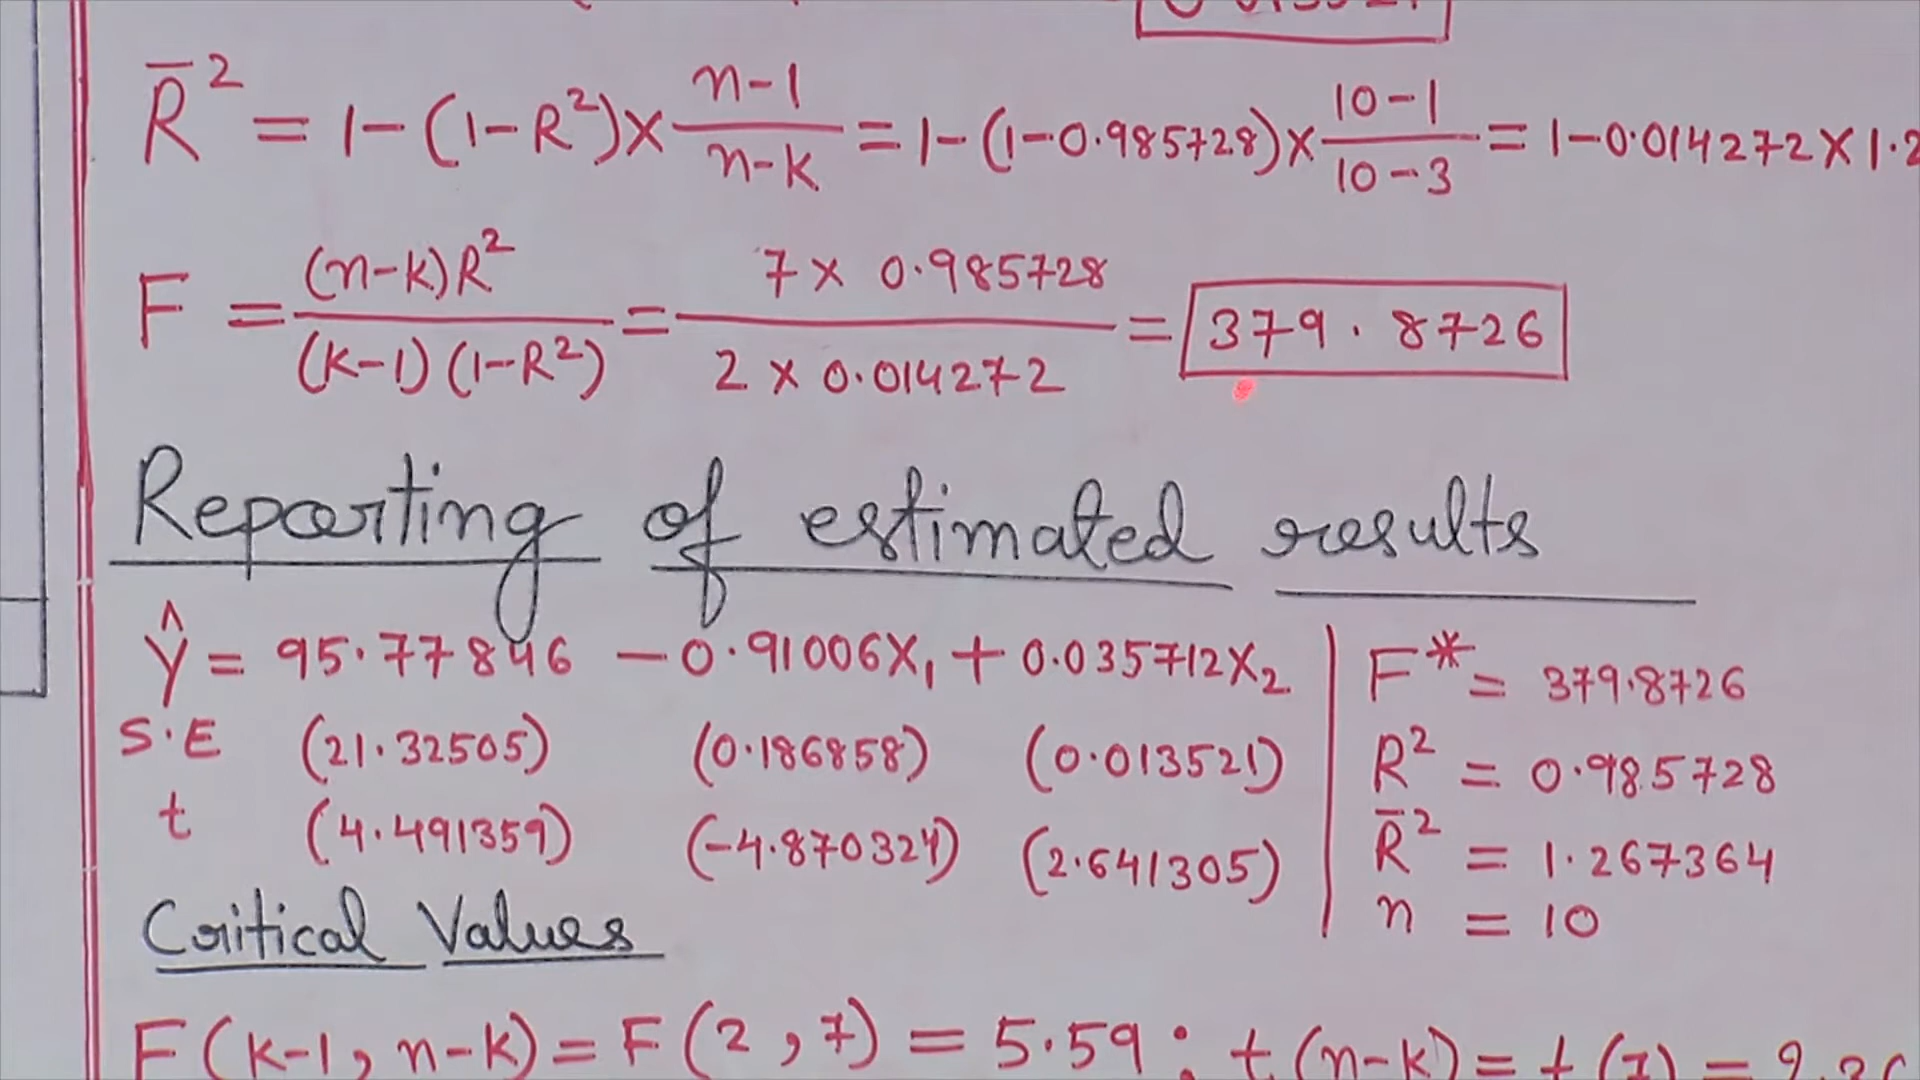 R̄² = 1-(1-R²)× n-1/n-k = 1-(1-0.985728)× 10-1/10-3 = 1-0.014272×1.2
F = (n-k)R²/(k-1)(1-R²) = 7 × 0.985728/2 × 0.014272 = 379.8726
Reporting of estimated results
Ŷ = 95.77846 -0.91006X₁ + 0.035712X₂
S.E (21.32505) (0.186858) (0.013521)
t (4.491359) (-4.870324) (2.641305)
F* = 379.8726
R² = 0.985728
R̄² = 1.267364
n = 10
Critical Values
F(k-1, n-k) = F(2,7) = 5.59 ; t(n-k) = t(7) =